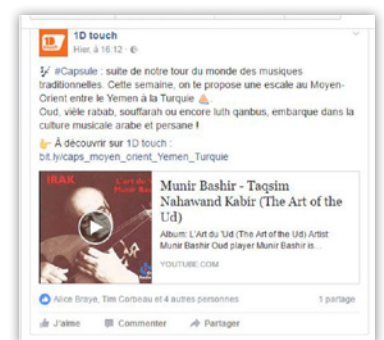 1D touch
Hier, à 16:12
#Capsule : suite de notre tour du monde des musiques
traditionnelles. Cette semaine, on te propose une escale au Moyen-
Orient entre le Yemen à la Turquie
Oud, vièle rabab, souffarah ou encore luth qanbus, embarque dans la
culture musicale arabe et persane !
À découvrir sur 1D touch :
bit.ly/caps_moyen_orient_Yemen_Turquie
IRAK
L'art du 'Ud
Munir Bashir
Munir Bashir - Taqsim
Nahawand Kabir (The Art of the
Ud)
Album: L'Art du 'Ud (The Art of the Ud) Artist
Munir Bashir Oud player Munir Bashir is...
YOUTUBE.COM
Alice Braye, Tim Corbeau et 4 autres personnes
1 partage
J'aime
Commenter
Partager